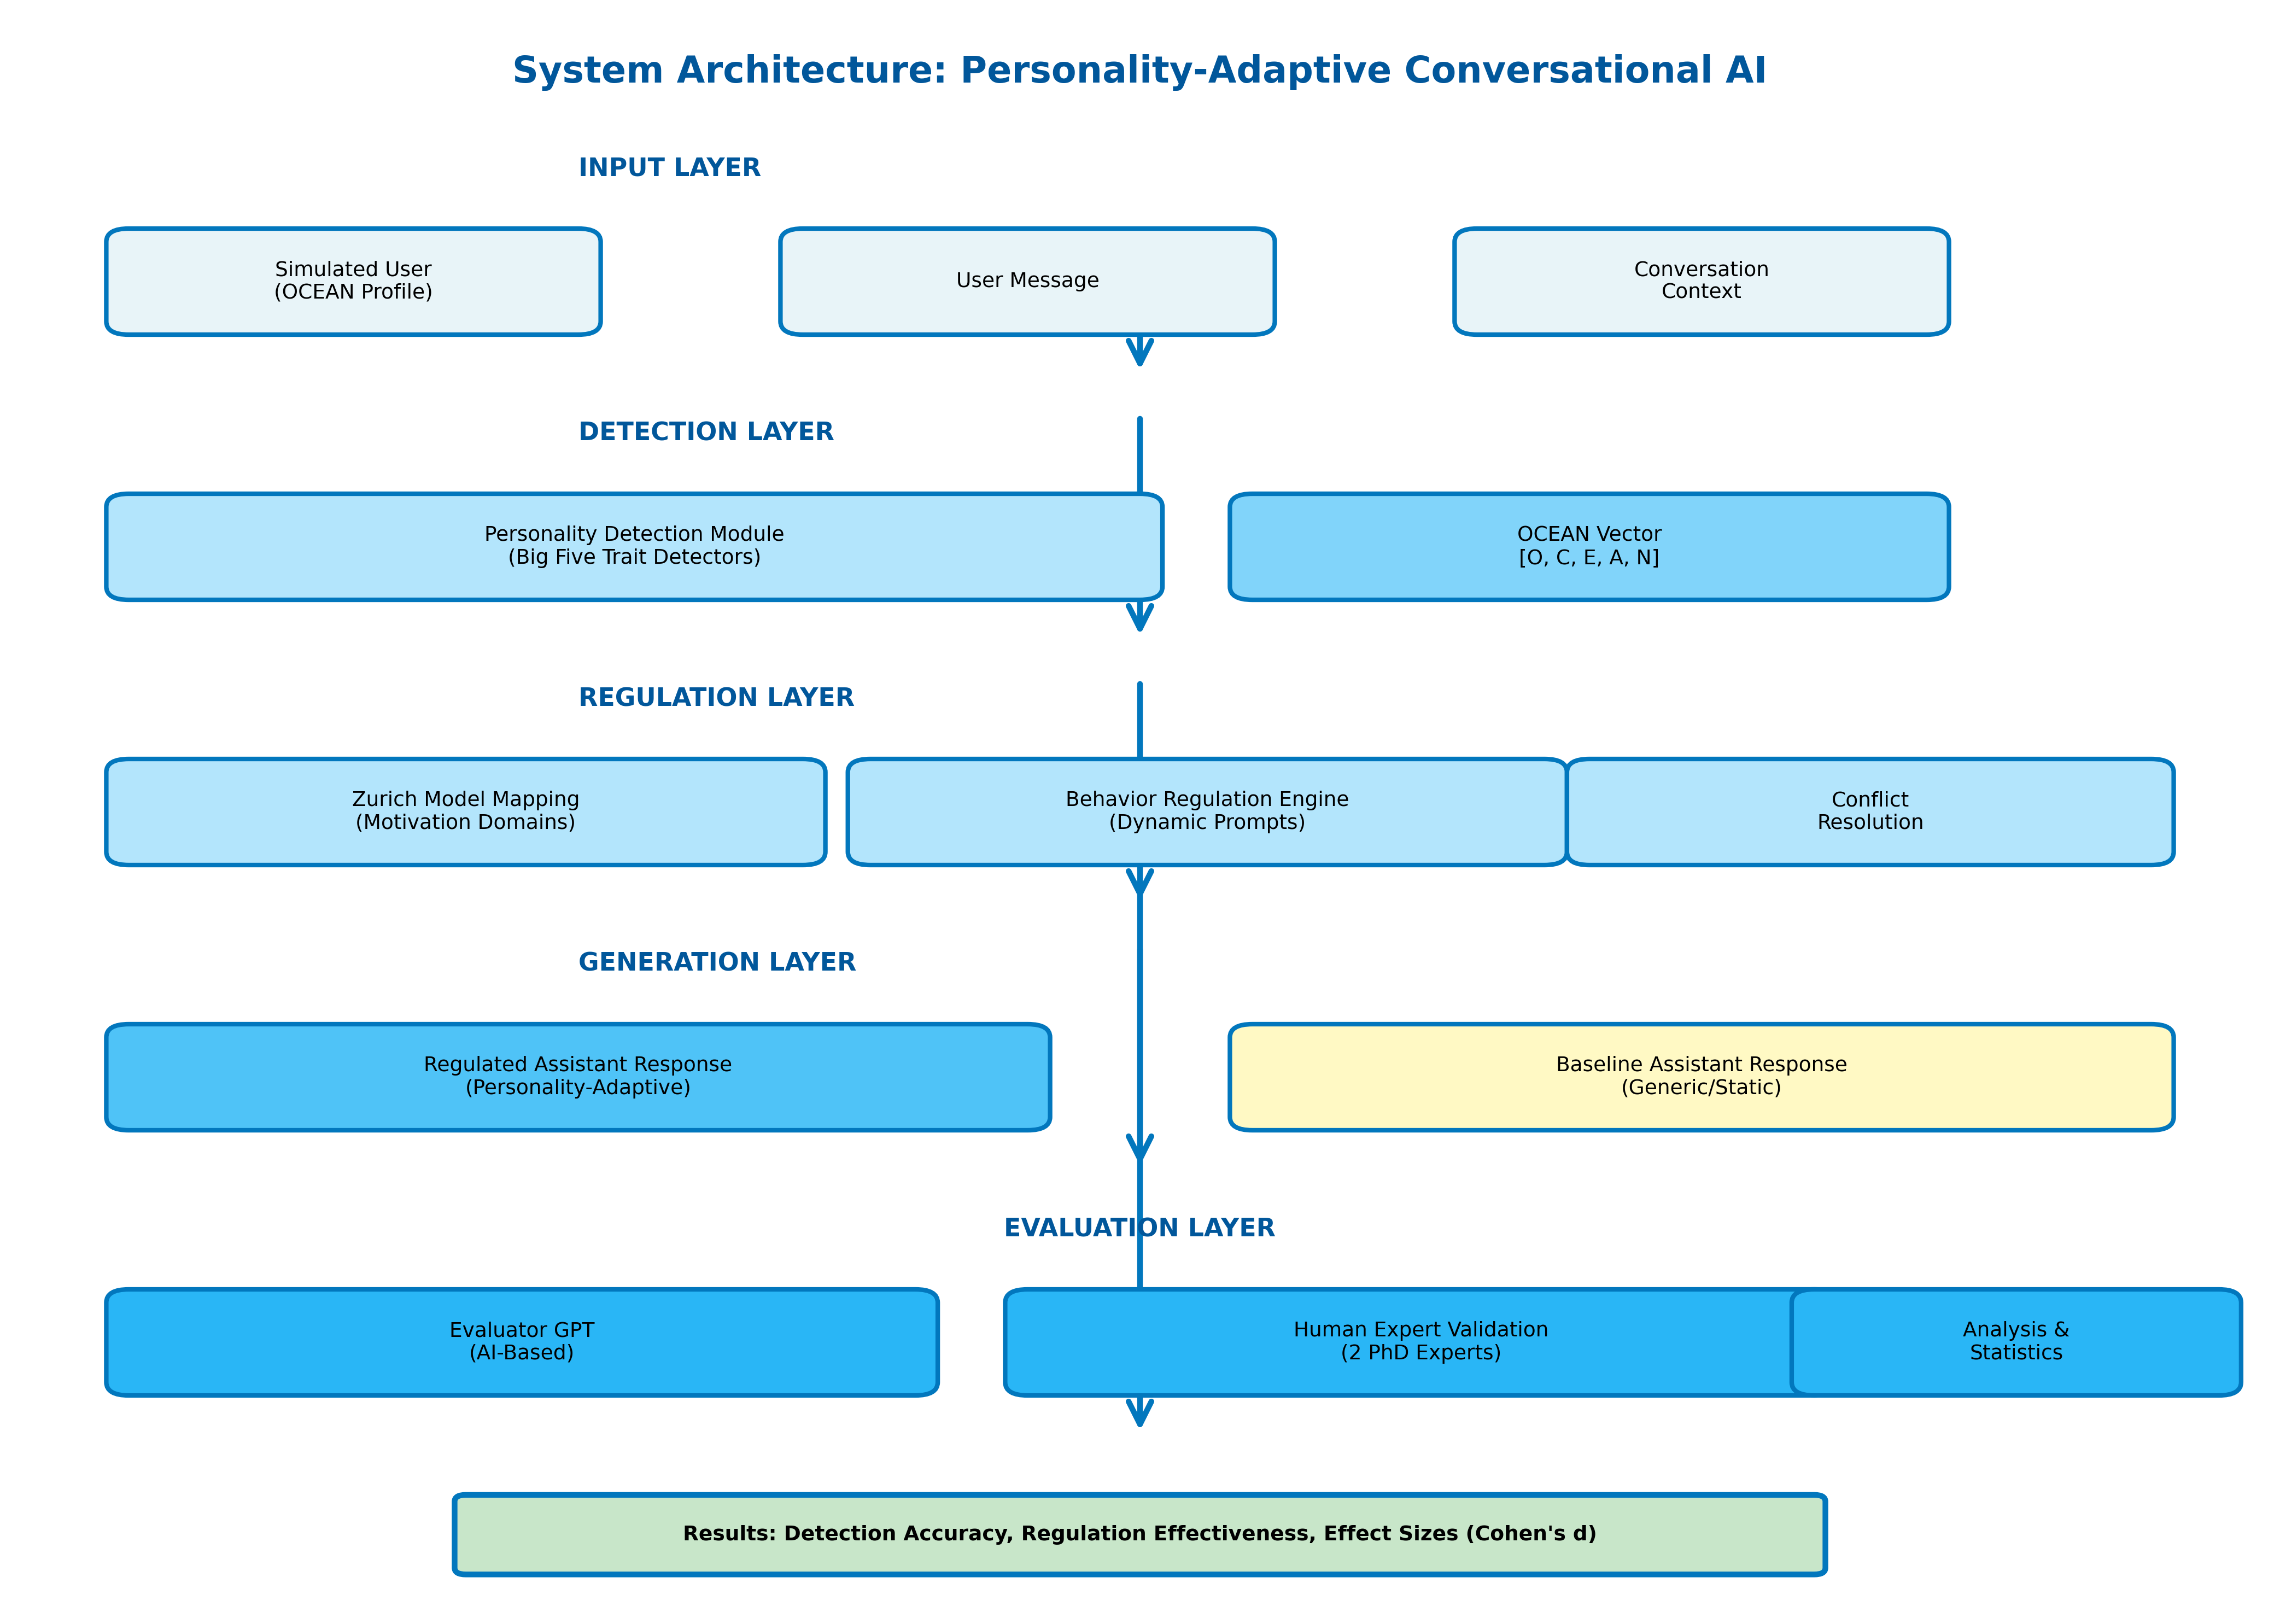 System Architecture: Personality-Adaptive Conversational AI
INPUT LAYER
Simulated User
(OCEAN Profile)
User Message
Conversation
Context
DETECTION LAYER
Personality Detection Module
(Big Five Trait Detectors)
OCEAN Vector
[O, C, E, A, N]
REGULATION LAYER
Zurich Model Mapping
(Motivation Domains)
Behavior Regulation Engine
(Dynamic Prompts)
Conflict
Resolution
GENERATION LAYER
Regulated Assistant Response
(Personality-Adaptive)
Baseline Assistant Response
(Generic/Static)
EVALUATION LAYER
Evaluator GPT
(AI-Based)
Human Expert Validation
(2 PhD Experts)
Analysis &
Statistics
Results: Detection Accuracy, Regulation Effectiveness, Effect Sizes (Cohen's d)